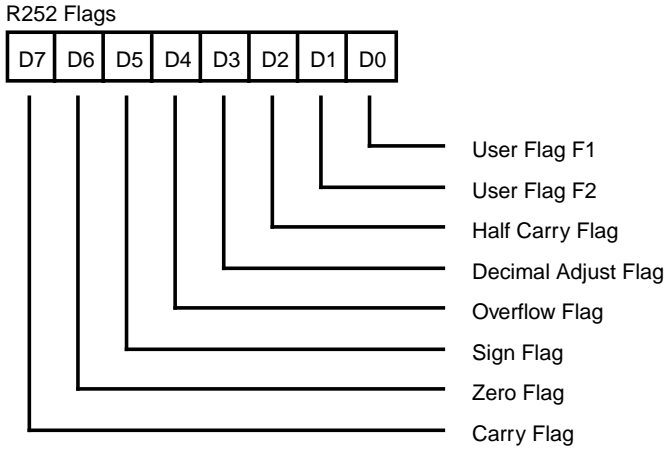 R252 Flags
D7 D6 D5 D4 D3 D2 D1 D0
User Flag F1
User Flag F2
Half Carry Flag
Decimal Adjust Flag
Overflow Flag
Sign Flag
Zero Flag
Carry Flag